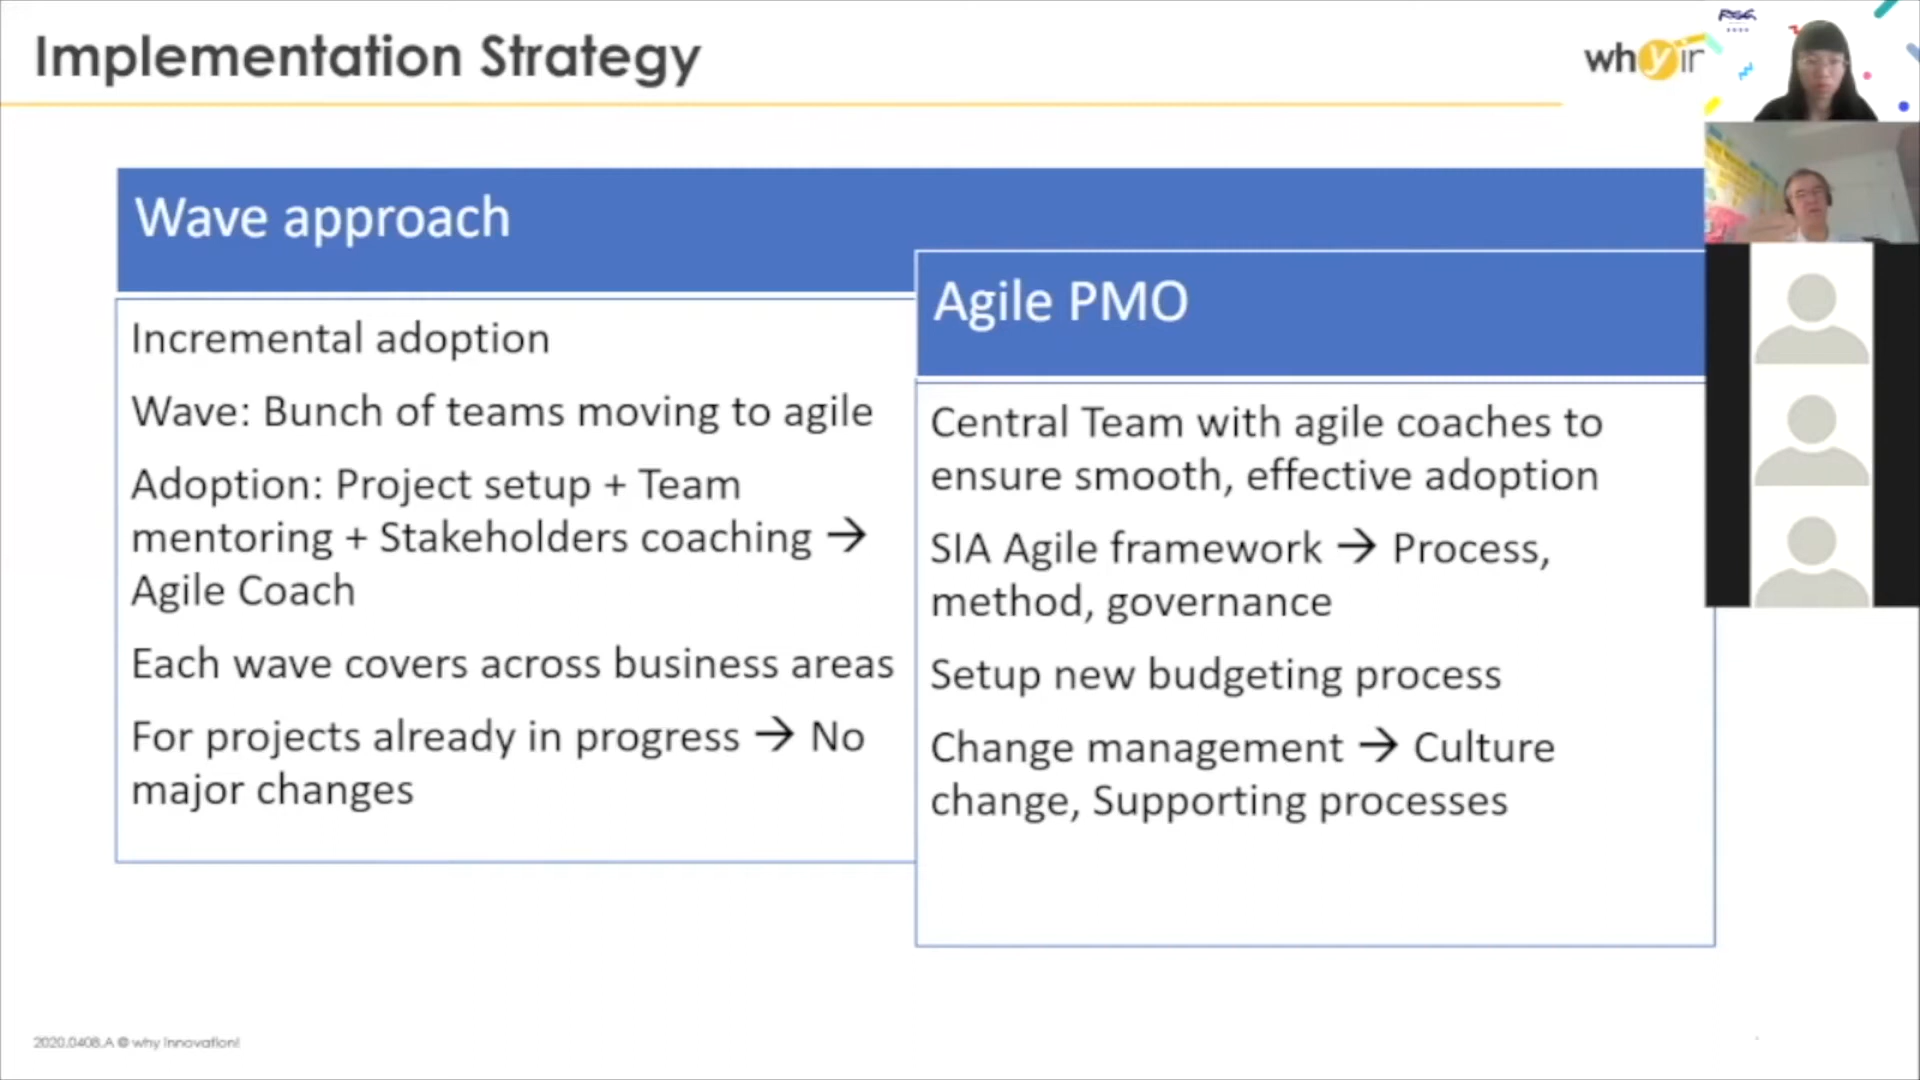 Implementation Strategy
whyin
Wave approach
Incremental adoption
Wave: Bunch of teams moving to agile
Adoption: Project setup + Team
mentoring + Stakeholders coaching →
Agile Coach
Each wave covers across business areas
For projects already in progress → No
major changes
Agile PMO
Central Team with agile coaches to
ensure smooth, effective adoption
SIA Agile framework → Process,
method, governance
Setup new budgeting process
Change management → Culture
change, Supporting processes
2020.0408.A @ why innovation!